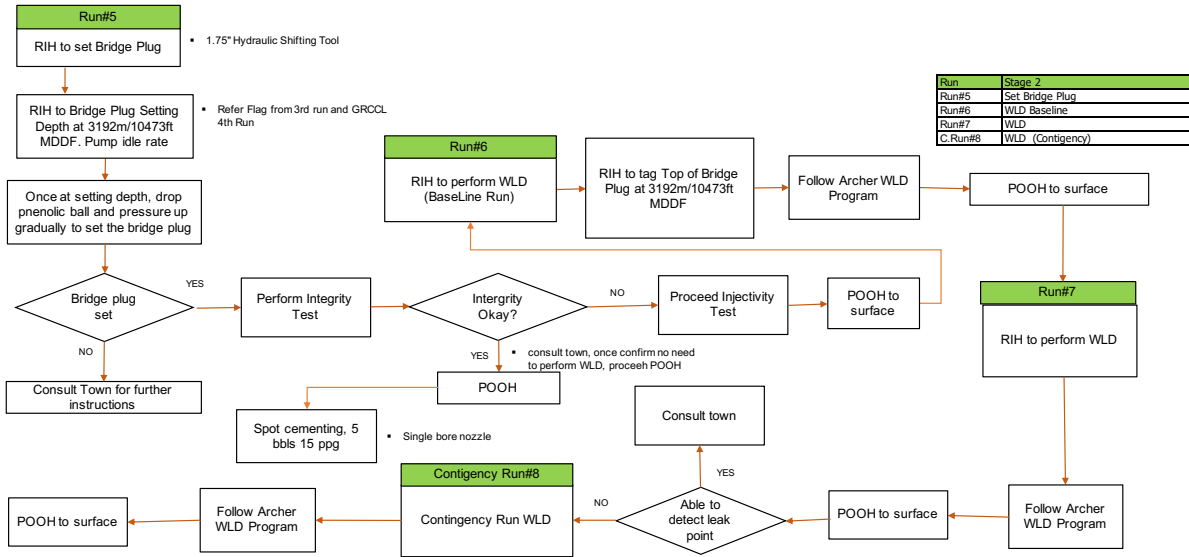 Run#5
RIH to set Bridge Plug
▪ 1.75" Hydraulic Shifting Tool
RIH to Bridge Plug Setting
Depth at 3192m/10473ft
MDDF. Pump idle rate
▪ Refer Flag from 3rd run and GRCCL
4th Run
Once at setting depth, drop
pnenolic ball and pressure up
gradually to set the bridge plug
Bridge plug
set
YES
NO
Consult Town for further
instructions
Perform Integrity
Test
Intergrity
Okay?
NO
YES
▪ consult town, once confirm no need
to perform WLD, proceeh POOH
POOH
Spot cementing, 5
bbls 15 ppg
▪ Single bore nozzle
Proceed Injectivity
Test
POOH to
surface
Run#6
RIH to perform WLD
(BaseLine Run)
RIH to tag Top of Bridge
Plug at 3192m/10473ft
MDDF
Follow Archer WLD
Program
POOH to surface
Run Stage 2
Run#5 Set Bridge Plug
Run#6 WLD Baseline
Run#7 WLD
C.Run#8 WLD (Contigency)
Run#7
RIH to perform WLD
Follow Archer
WLD Program
POOH to surface
Able to
detect leak
point
YES
Consult town
NO
Contigency Run#8
Contingency Run WLD
Follow Archer
WLD Program
POOH to surface